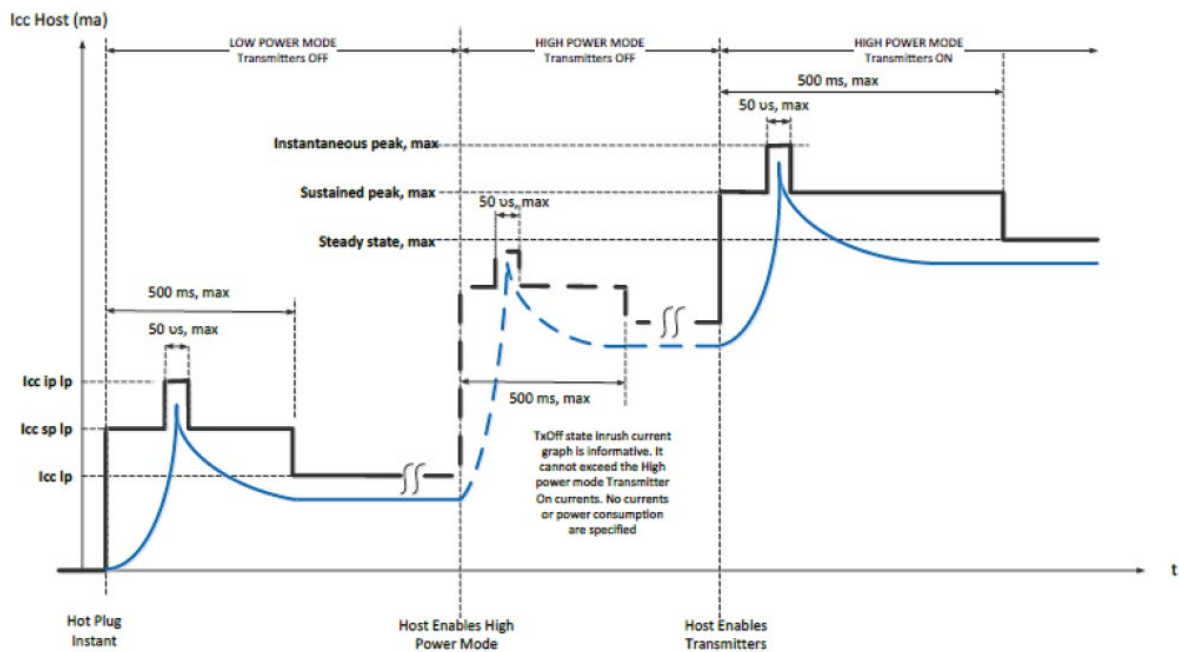 Icc Host (ma)
LOW POWER MODE
Transmitters OFF
HIGH POWER MODE
Transmitters OFF
HIGH POWER MODE
Transmitters ON
500 ms, max
50 υs, max
Instantaneous peak, max
Sustained peak, max
50 υs, max
Steady state, max
500 ms, max
50 υs, max
Icc ip lp
500 ms, max
Icc sp lp
TxOff state inrush current
graph is informative. It
cannot exceed the High
power mode Transmitter
On currents. No currents
or power consumption
are specified
Icc lp
t
Hot Plug
Instant
Host Enables High
Power Mode
Host Enables
Transmitters